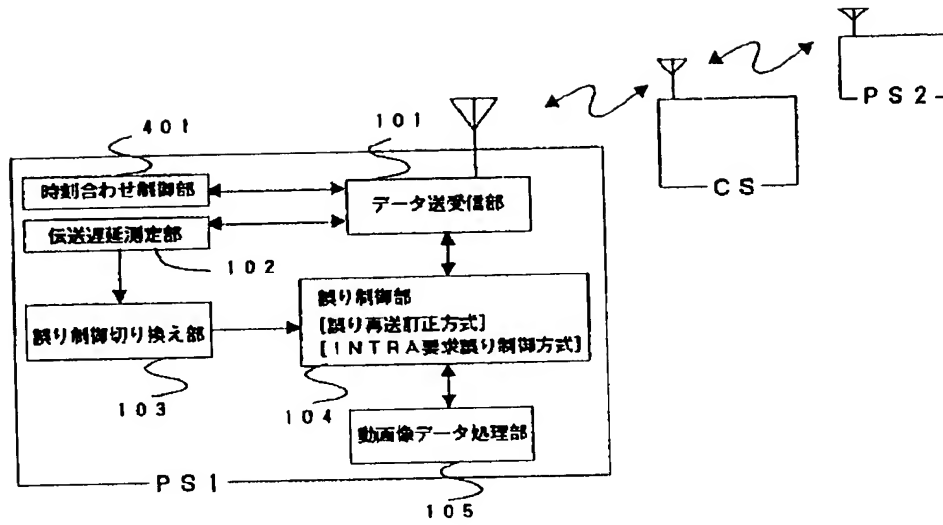 PS2
CS
401
101
時刻合わせ制御部
データ送受信部
伝送遅延測定部
102
誤り制御部
[誤り再送訂正方式]
[INTRA要求誤り制御方式]
誤り制御切り換え部
103
104
動画像データ処理部
PS1
105